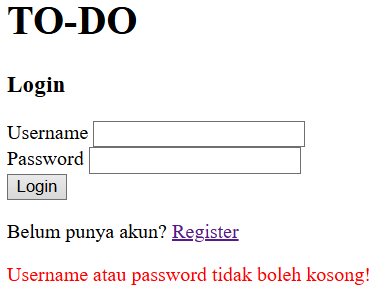 TO-DO
Login
Username
Password
Login
Belum punya akun? Register
Username atau password tidak boleh kosong!